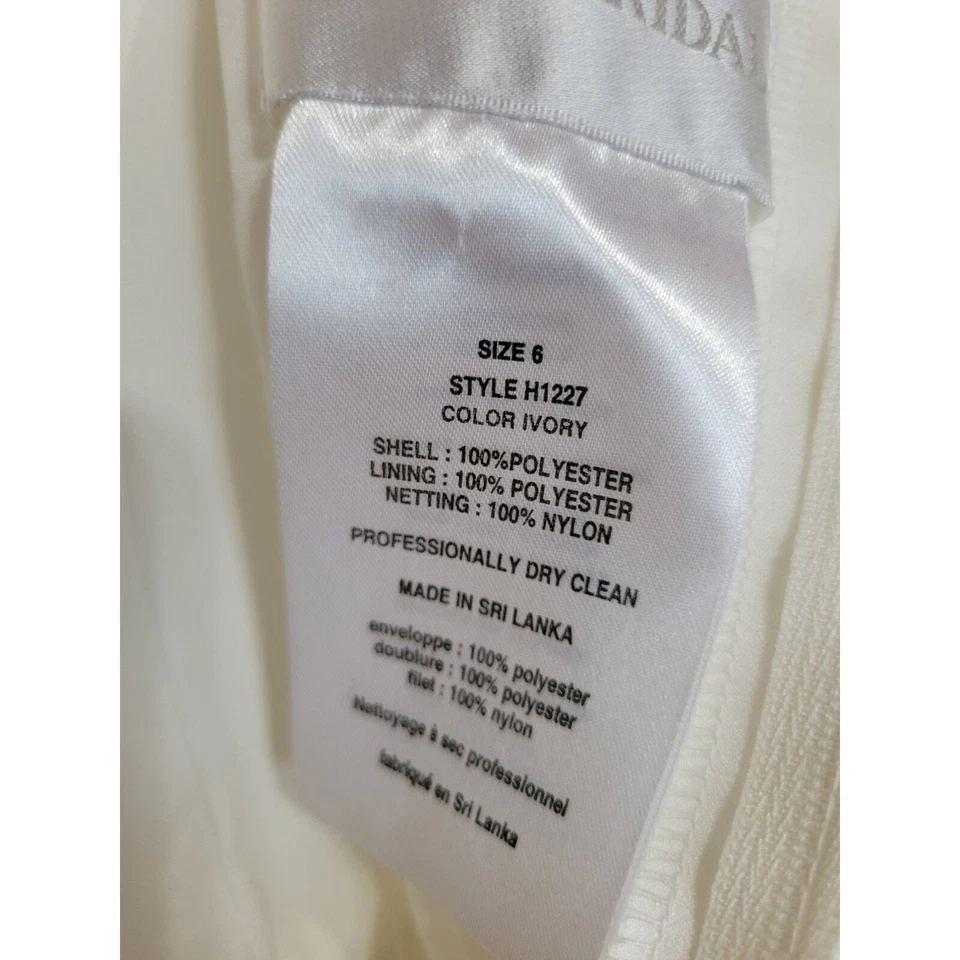 SIZE 6
STYLE H1227
COLOR IVORY
SHELL : 100%POLYESTER
LINING : 100% POLYESTER
NETTING : 100% NYLON
PROFESSIONALLY DRY CLEAN
MADE IN SRI LANKA
enveloppe : 100% polyester
doublure : 100% polyester
filet : 100% nylon
Nettoyage à sec professionnel
fabriqué en Sri Lanka